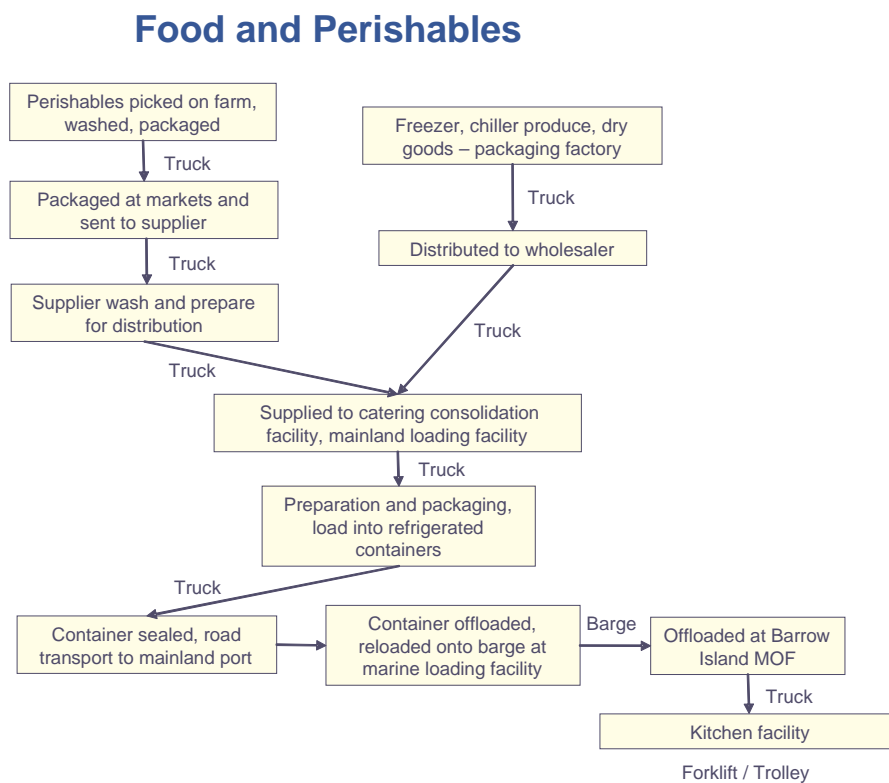 Food and Perishables
Perishables picked on farm,
washed, packaged
Freezer, chiller produce, dry
goods – packaging factory
Truck
Truck
Packaged at markets and
sent to supplier
Distributed to wholesaler
Truck
Supplier wash and prepare
for distribution
Truck
Truck
Supplied to catering consolidation
facility, mainland loading facility
Truck
Preparation and packaging,
load into refrigerated
containers
Truck
Container sealed, road
transport to mainland port
Container offloaded,
reloaded onto barge at
marine loading facility
Barge
Offloaded at Barrow
Island MOF
Truck
Kitchen facility
Forklift / Trolley